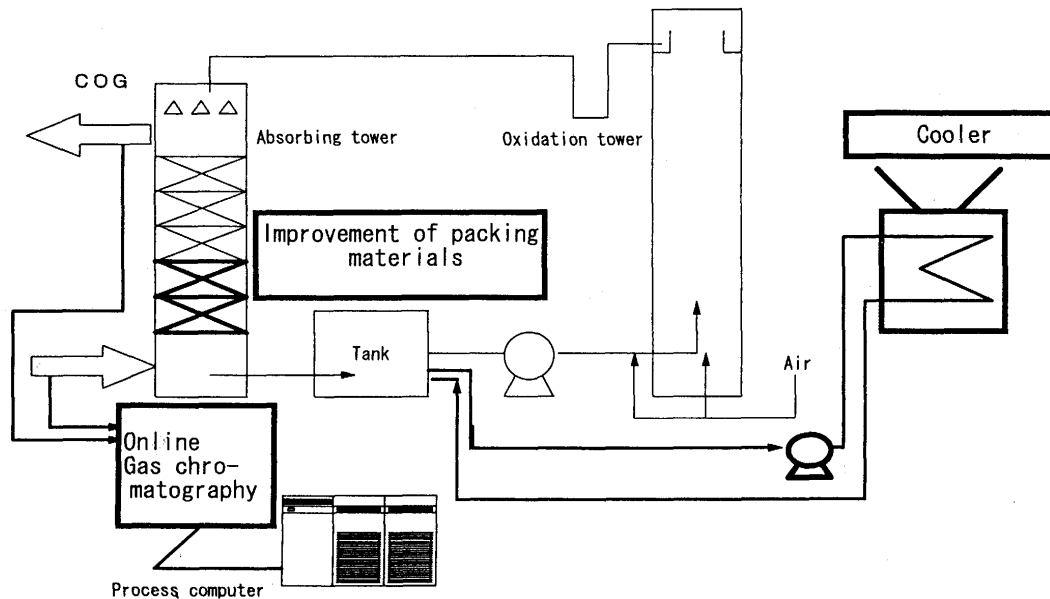 COG
Absorbing tower
Oxidation tower
Cooler
Improvement of packing
materials
Tank
Air
Online
Gas chro-
matography
Process computer